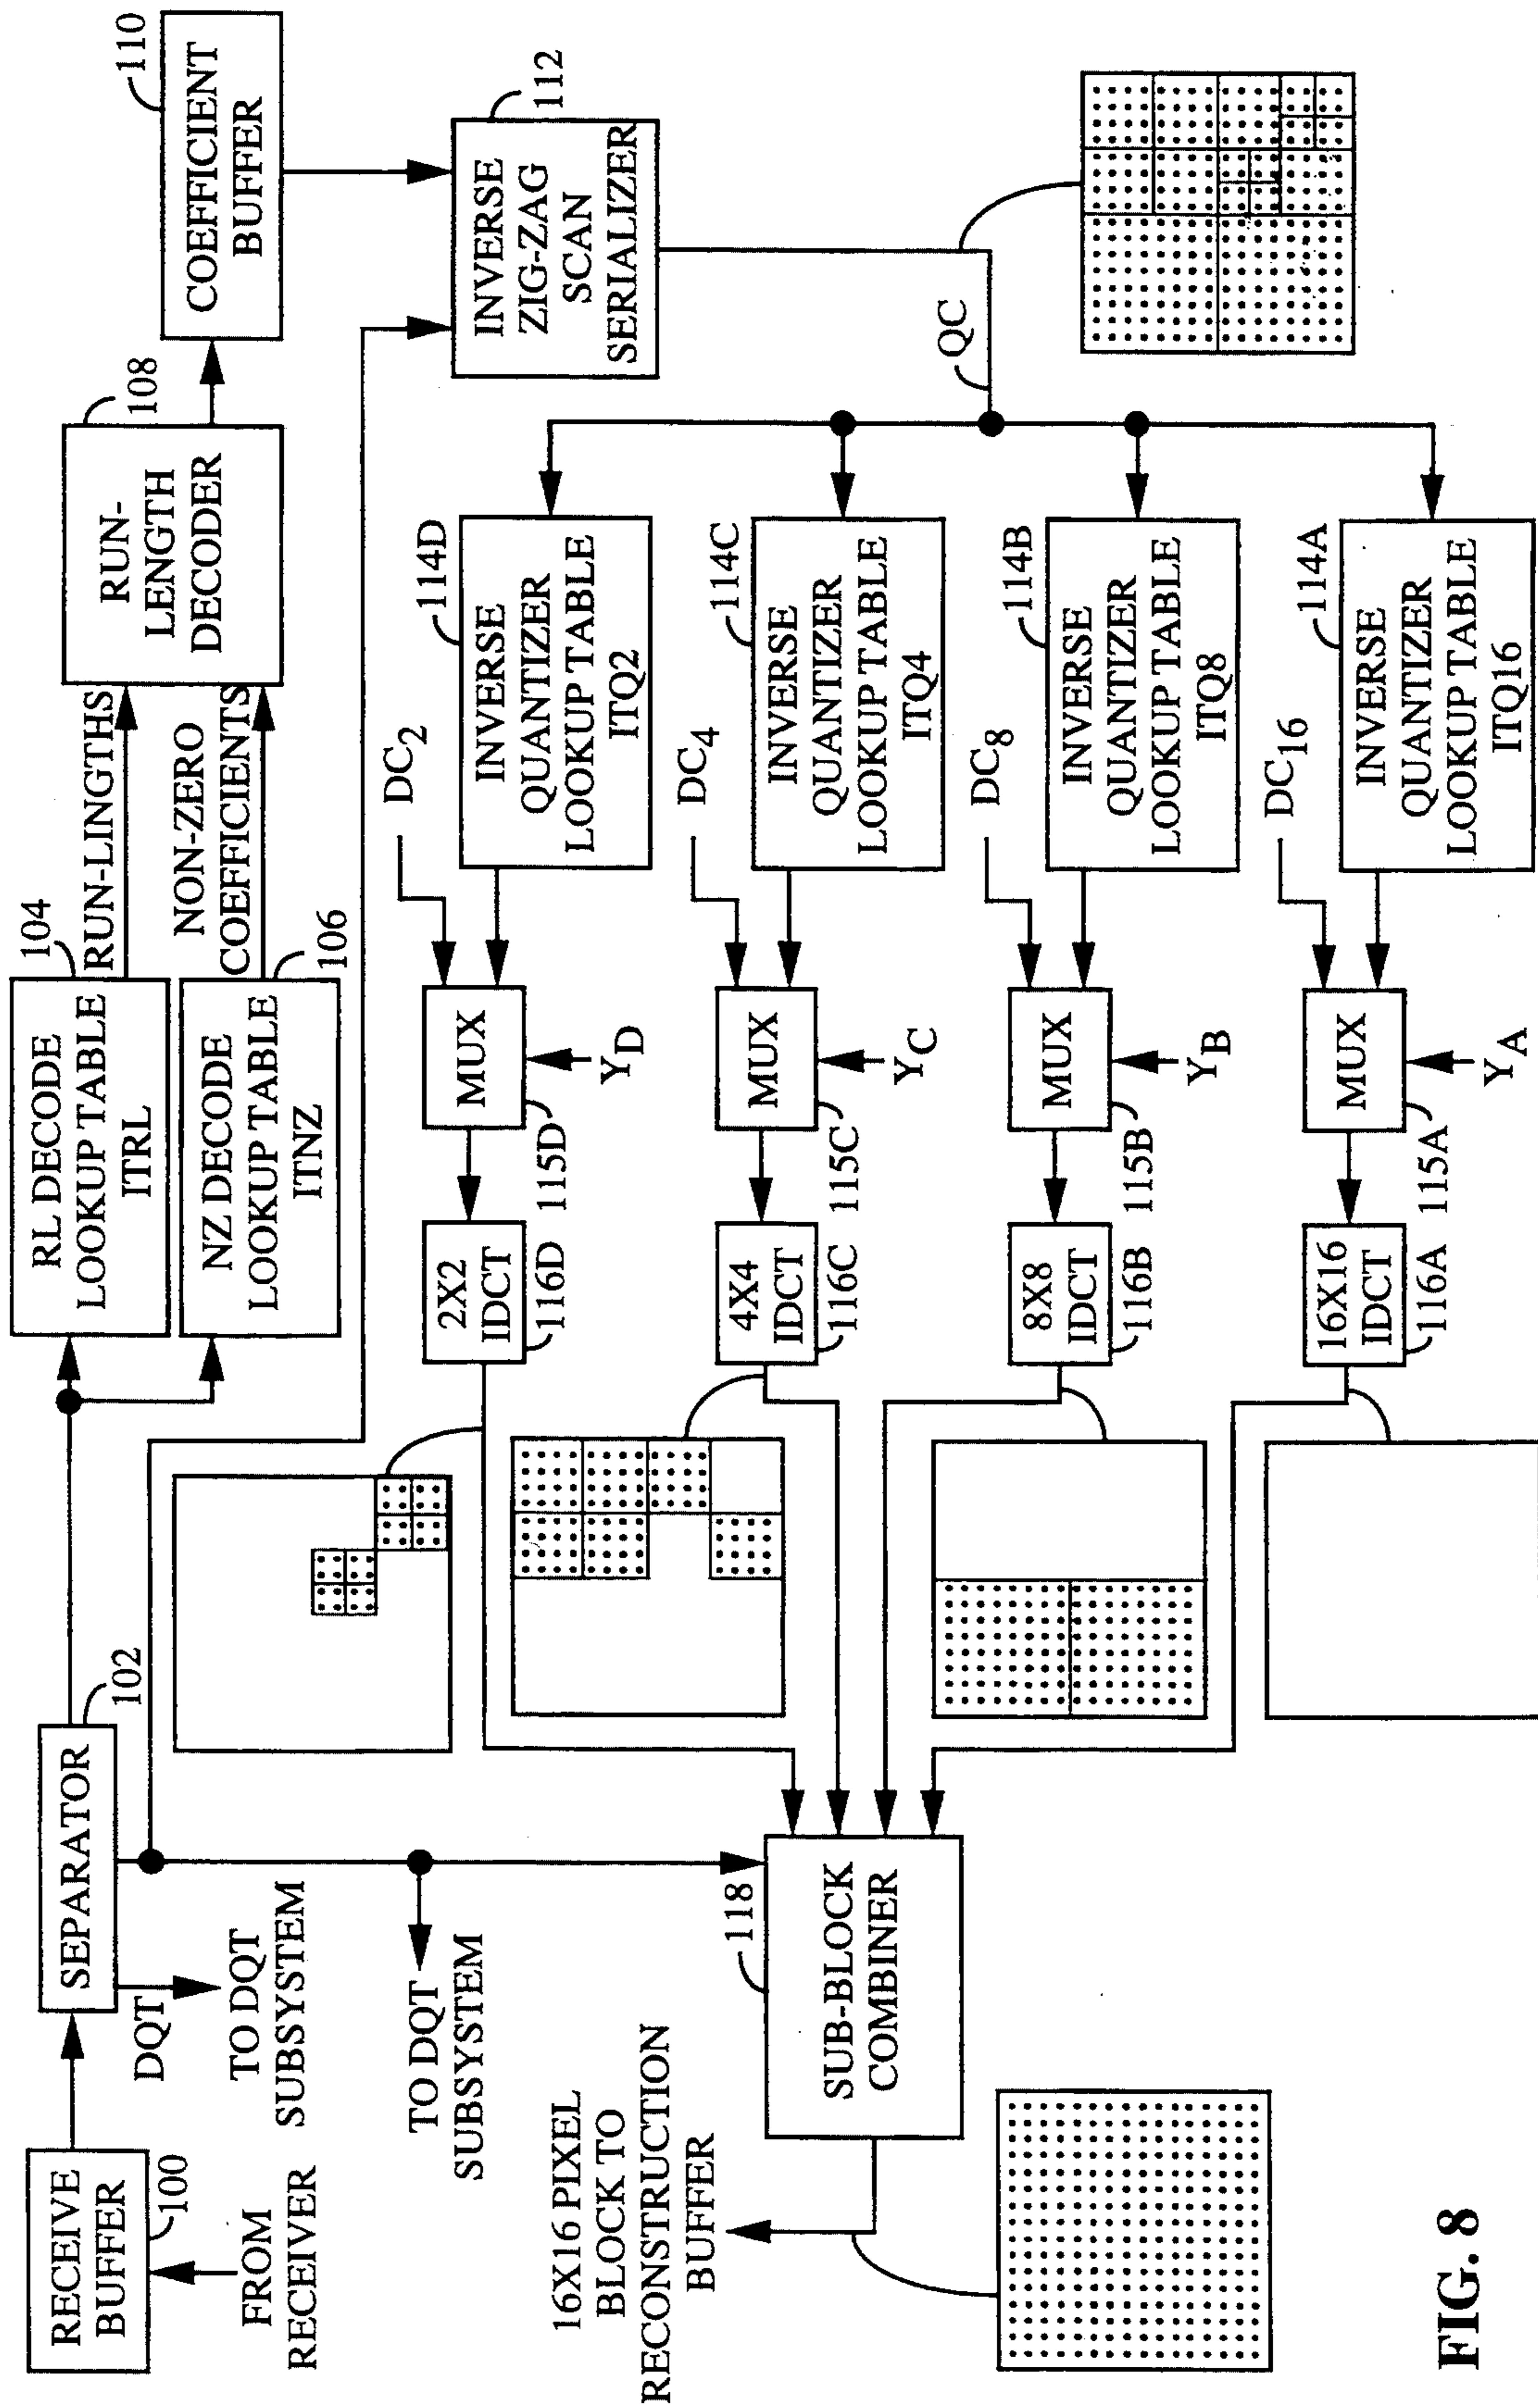 RECEIVE
BUFFER
100
FROM
RECEIVER
SEPARATOR
102
DQT
TO DQT
SUBSYSTEM
TO DQT
SUBSYSTEM
RL DECODE
LOOKUP TABLE
ITRL
104
RUN-LINGTHS
NZ DECODE
LOOKUP TABLE
ITNZ
106
NON-ZERO
COEFFICIENTS
RUN-
LENGTH
DECODER
108
COEFFICIENT
BUFFER
110
INVERSE
ZIG-ZAG
SCAN
SERIALIZER
112
QC
INVERSE
QUANTIZER
LOOKUP TABLE
ITQ2
114D
DC2
MUX
YD
115D
2X2
IDCT
116D
INVERSE
QUANTIZER
LOOKUP TABLE
ITQ4
114C
DC4
MUX
YC
115C
4X4
IDCT
116C
INVERSE
QUANTIZER
LOOKUP TABLE
ITQ8
114B
DC8
MUX
YB
115B
8X8
IDCT
116B
INVERSE
QUANTIZER
LOOKUP TABLE
ITQ16
114A
DC16
MUX
YA
115A
16X16
IDCT
116A
118
SUB-BLOCK
COMBINER
16X16 PIXEL
BLOCK TO
RECONSTRUCTION
BUFFER
FIG. 8